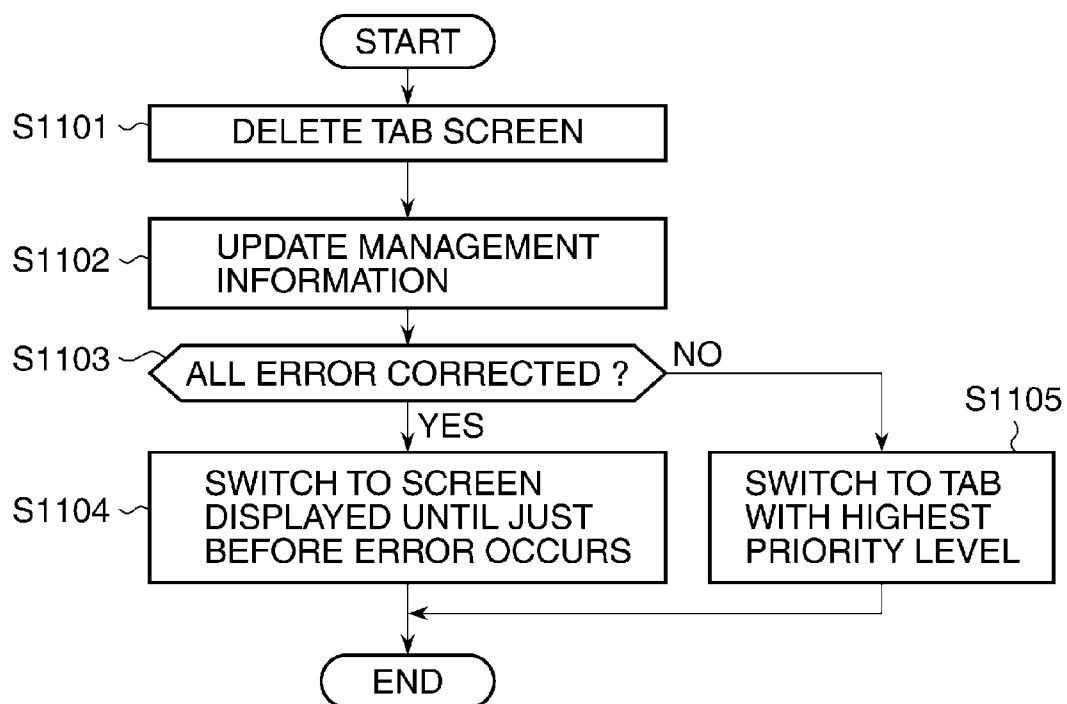 START
S1101
DELETE TAB SCREEN
S1102
UPDATE MANAGEMENT
INFORMATION
S1103
ALL ERROR CORRECTED ?
NO
YES
S1104
SWITCH TO SCREEN
DISPLAYED UNTIL JUST
BEFORE ERROR OCCURS
S1105
SWITCH TO TAB
WITH HIGHEST
PRIORITY LEVEL
END